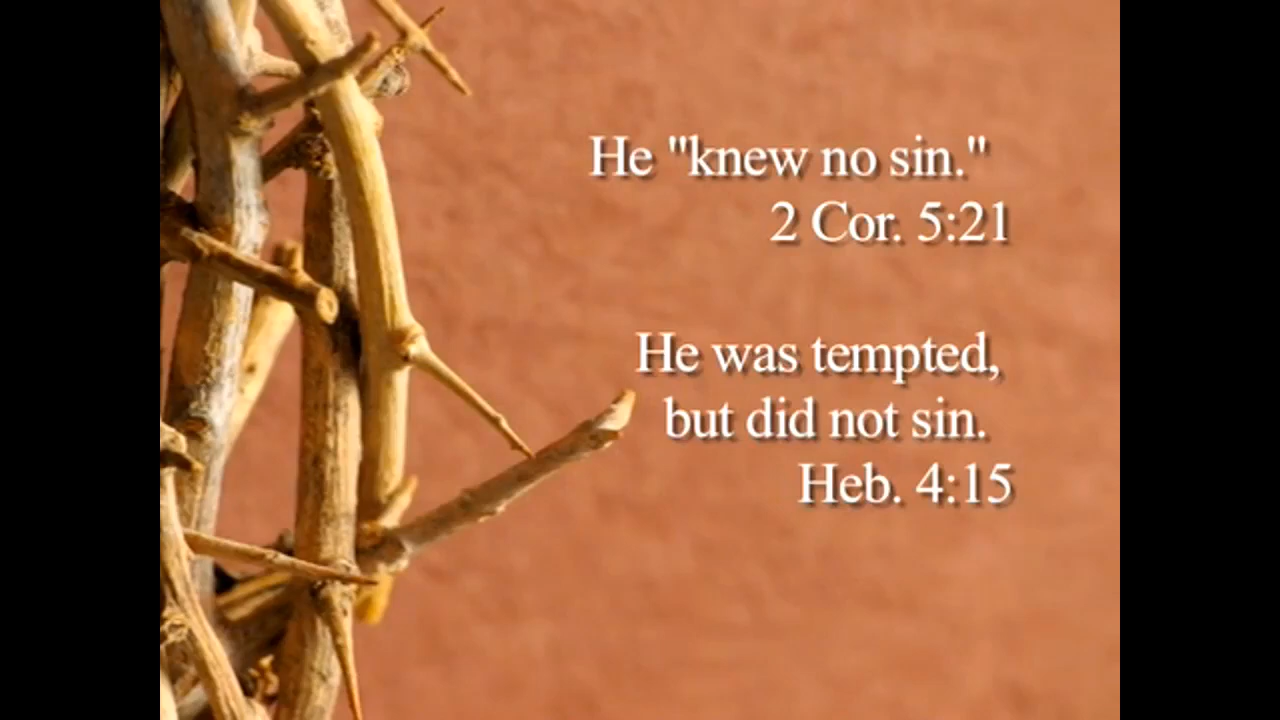 He "knew no sin."
2 Cor. 5:21
He was tempted,
but did not sin.
Heb. 4:15